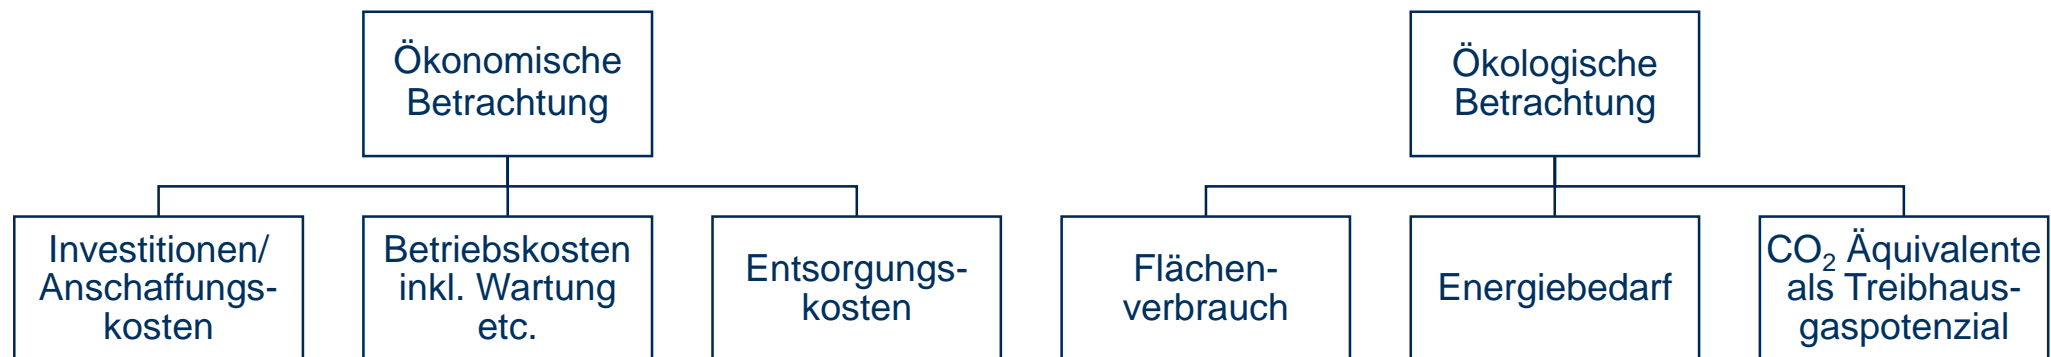 Ökonomische
Betrachtung
Ökologische
Betrachtung
Investitionen/
Anschaffungs-
kosten
Betriebskosten
inkl. Wartung
etc.
Entsorgungs-
kosten
Flächen-
verbrauch
Energiebedarf
CO₂ Äquivalente
als Treibhaus-
gaspotenzial